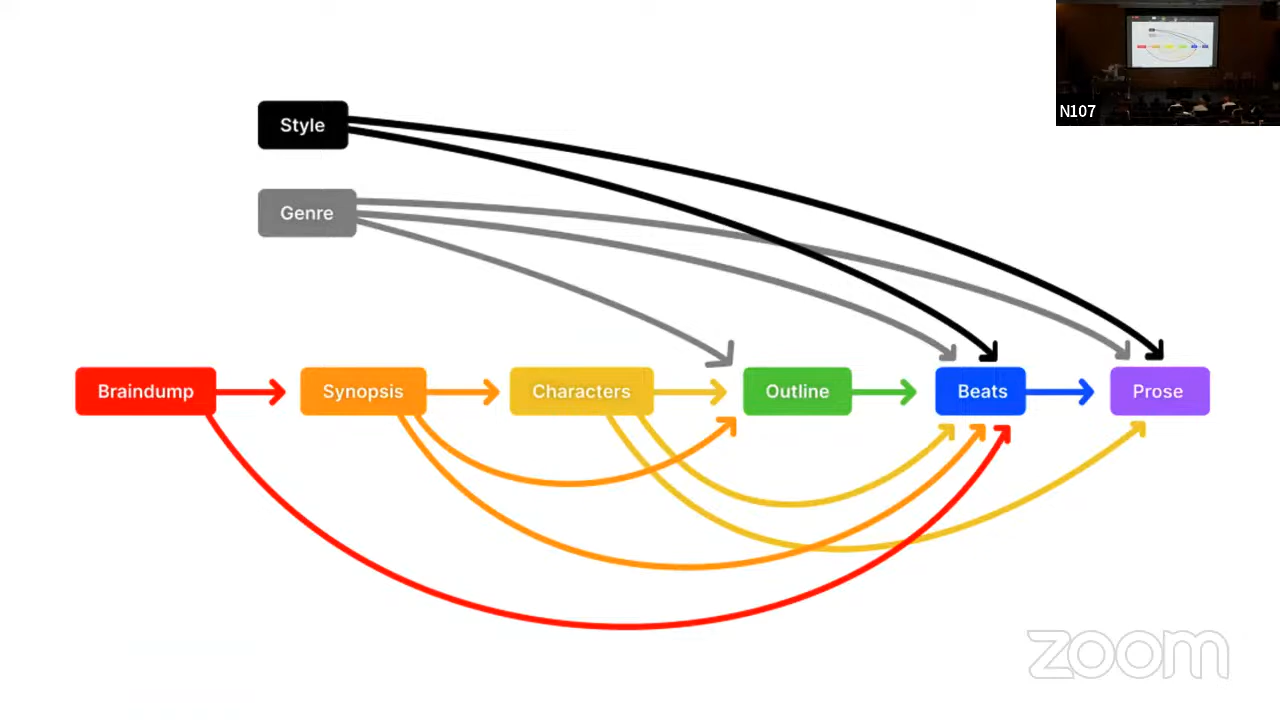 N107
Style
Genre
Braindump
Synopsis
Characters
Outline
Beats
Prose
zoom